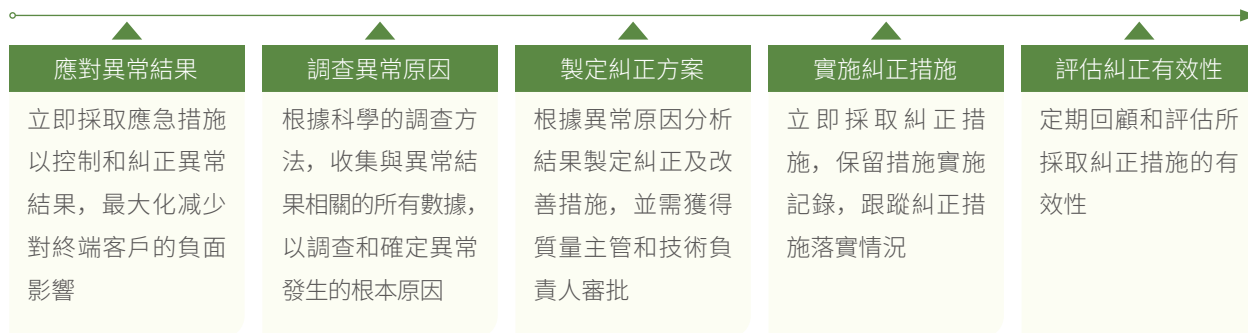 應對異常結果
立即採取應急措施
以控制和糾正異常
結果，最大化減少
對終端客戶的負面
影響
調查異常原因
根據科學的調查方
法，收集與異常結
果相關的所有數據，
以調查和確定異常
發生的根本原因
製定糾正方案
根據異常原因分析
結果製定糾正及改
善措施，並需獲得
質量主管和技術負
責人審批
實施糾正措施
立即採取糾正措
施，保留措施實施
記錄，跟蹤糾正措
施落實情況
評估糾正有效性
定期回顧和評估所
採取糾正措施的有
效性